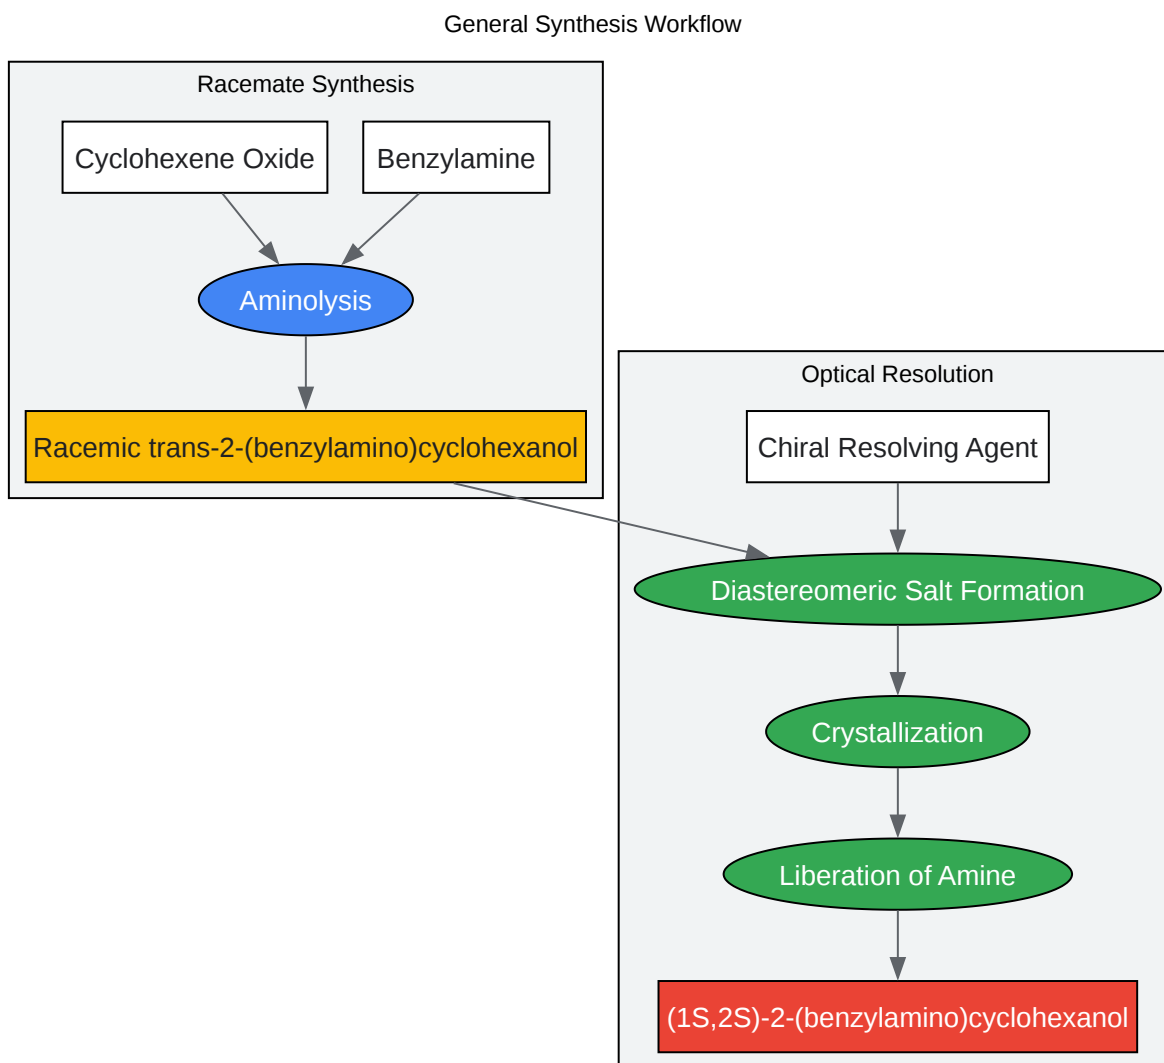 General Synthesis Workflow
Racemate Synthesis
Cyclohexene Oxide
Benzylamine
Aminolysis
Racemic trans-2-(benzylamino)cyclohexanol
Optical Resolution
Chiral Resolving Agent
Diastereomeric Salt Formation
Crystallization
Liberation of Amine
(1S,2S)-2-(benzylamino)cyclohexanol